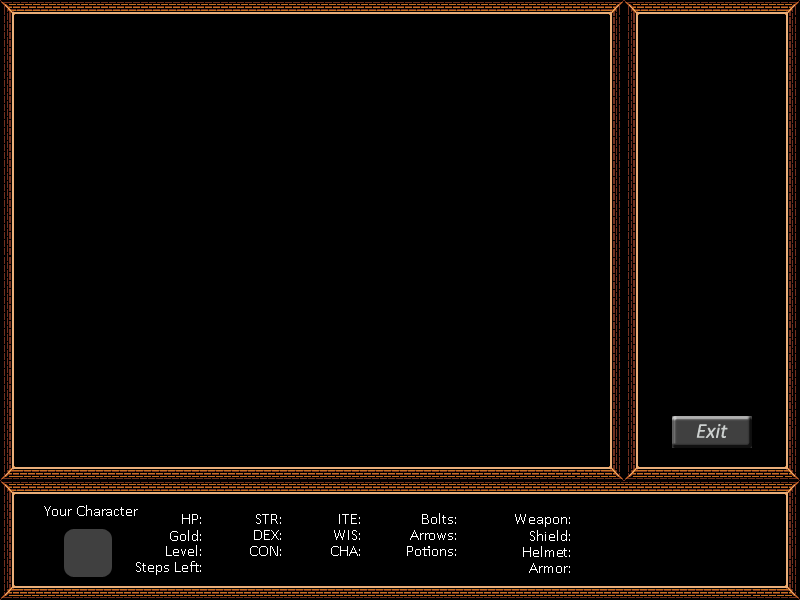 Exit
Your Character
HP: STR: ITE: Bolts: Weapon:
Gold: DEX: WIS: Arrows: Shield:
Level: CON: CHA: Potions: Helmet:
Steps Left: Armor: